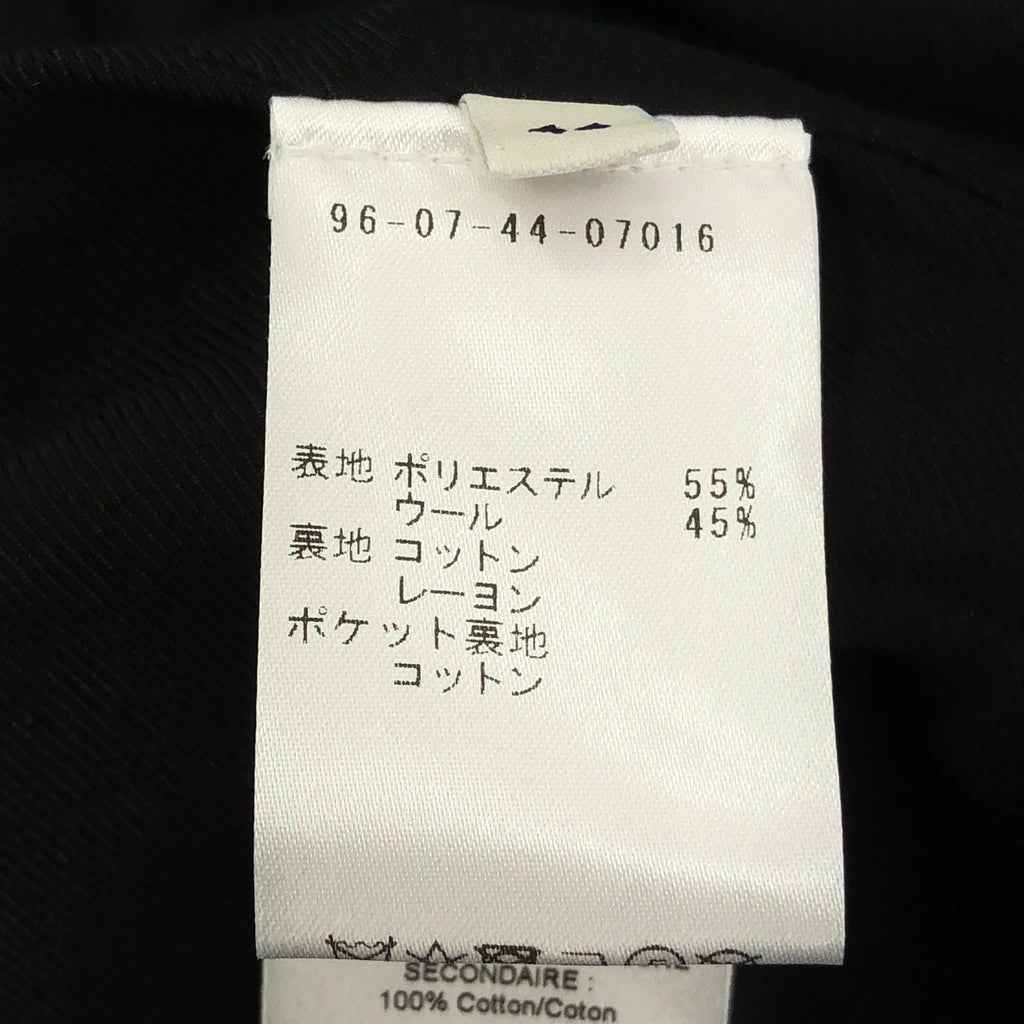 96-07-44-07016
表地 ポリエステル 55%
ウール 45%
裏地 コットン
レーヨン
ポケット裏地
コットン
SECONDAIRE :
100% Cotton/Coton